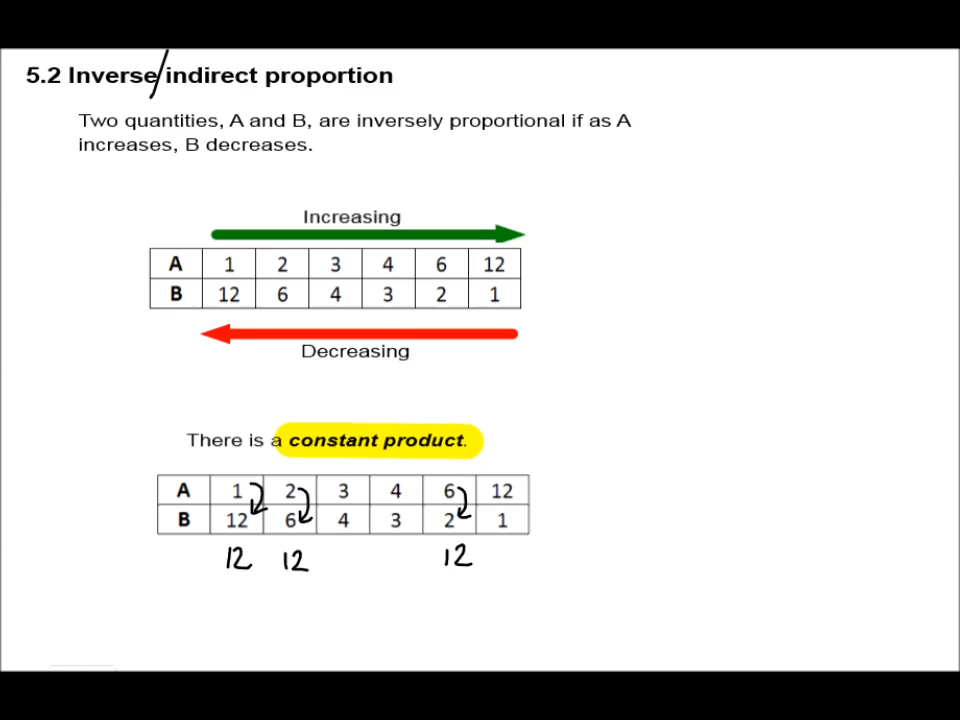 5.2 Inverse/indirect proportion
Two quantities, A and B, are inversely proportional if as A
increases, B decreases.
Increasing
A 1 2 3 4 6 12
B 12 6 4 3 2 1
Decreasing
There is a constant product.
A 1 2 3 4 6 12
B 12 6 4 3 2 1
12 12 12